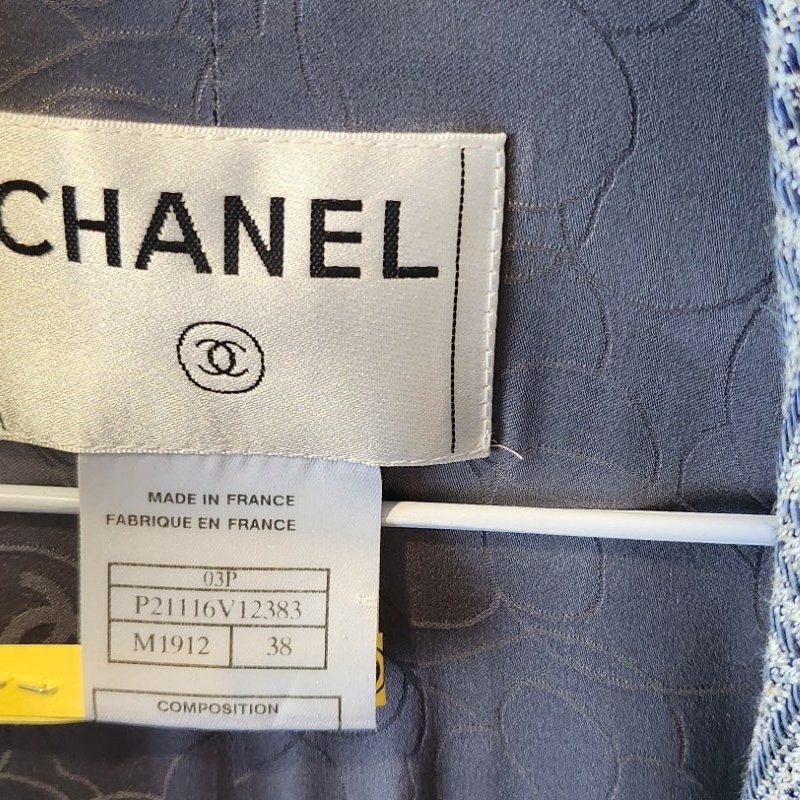 CHANEL
MADE IN FRANCE
FABRIQUE EN FRANCE
03P
P21116V12383
M1912 38
COMPOSITION